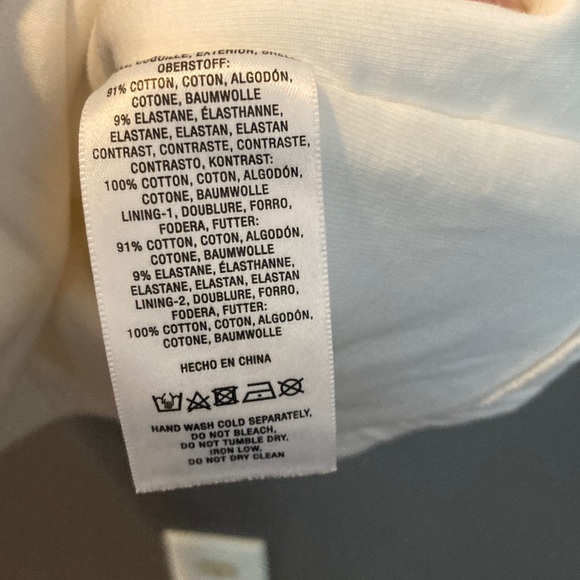 COQUILLE, EXTERIOR,
OBERSTOFF:
91% COTTON, COTON, ALGODÓN,
COTONE, BAUMWOLLE
9% ELASTANE, ÉLASTHANNE,
ELASTANE, ELASTAN, ELASTAN
CONTRAST, CONTRASTE, CONTRASTE,
CONTRASTO, KONTRAST:
100% COTTON, COTON, ALGODÓN,
COTONE, BAUMWOLLE
LINING-1, DOUBLURE, FORRO,
FODERA, FUTTER:
91% COTTON, COTON, ALGODÓN,
COTONE, BAUMWOLLE
9% ELASTANE, ÉLASTHANNE,
ELASTANE, ELASTAN, ELASTAN
LINING-2, DOUBLURE, FORRO,
FODERA, FUTTER:
100% COTTON, COTON, ALGODÓN,
COTONE, BAUMWOLLE
HECHO EN CHINA
HAND WASH COLD SEPARATELY,
DO NOT BLEACH,
DO NOT TUMBLE DRY,
IRON LOW,
DO NOT DRY CLEAN